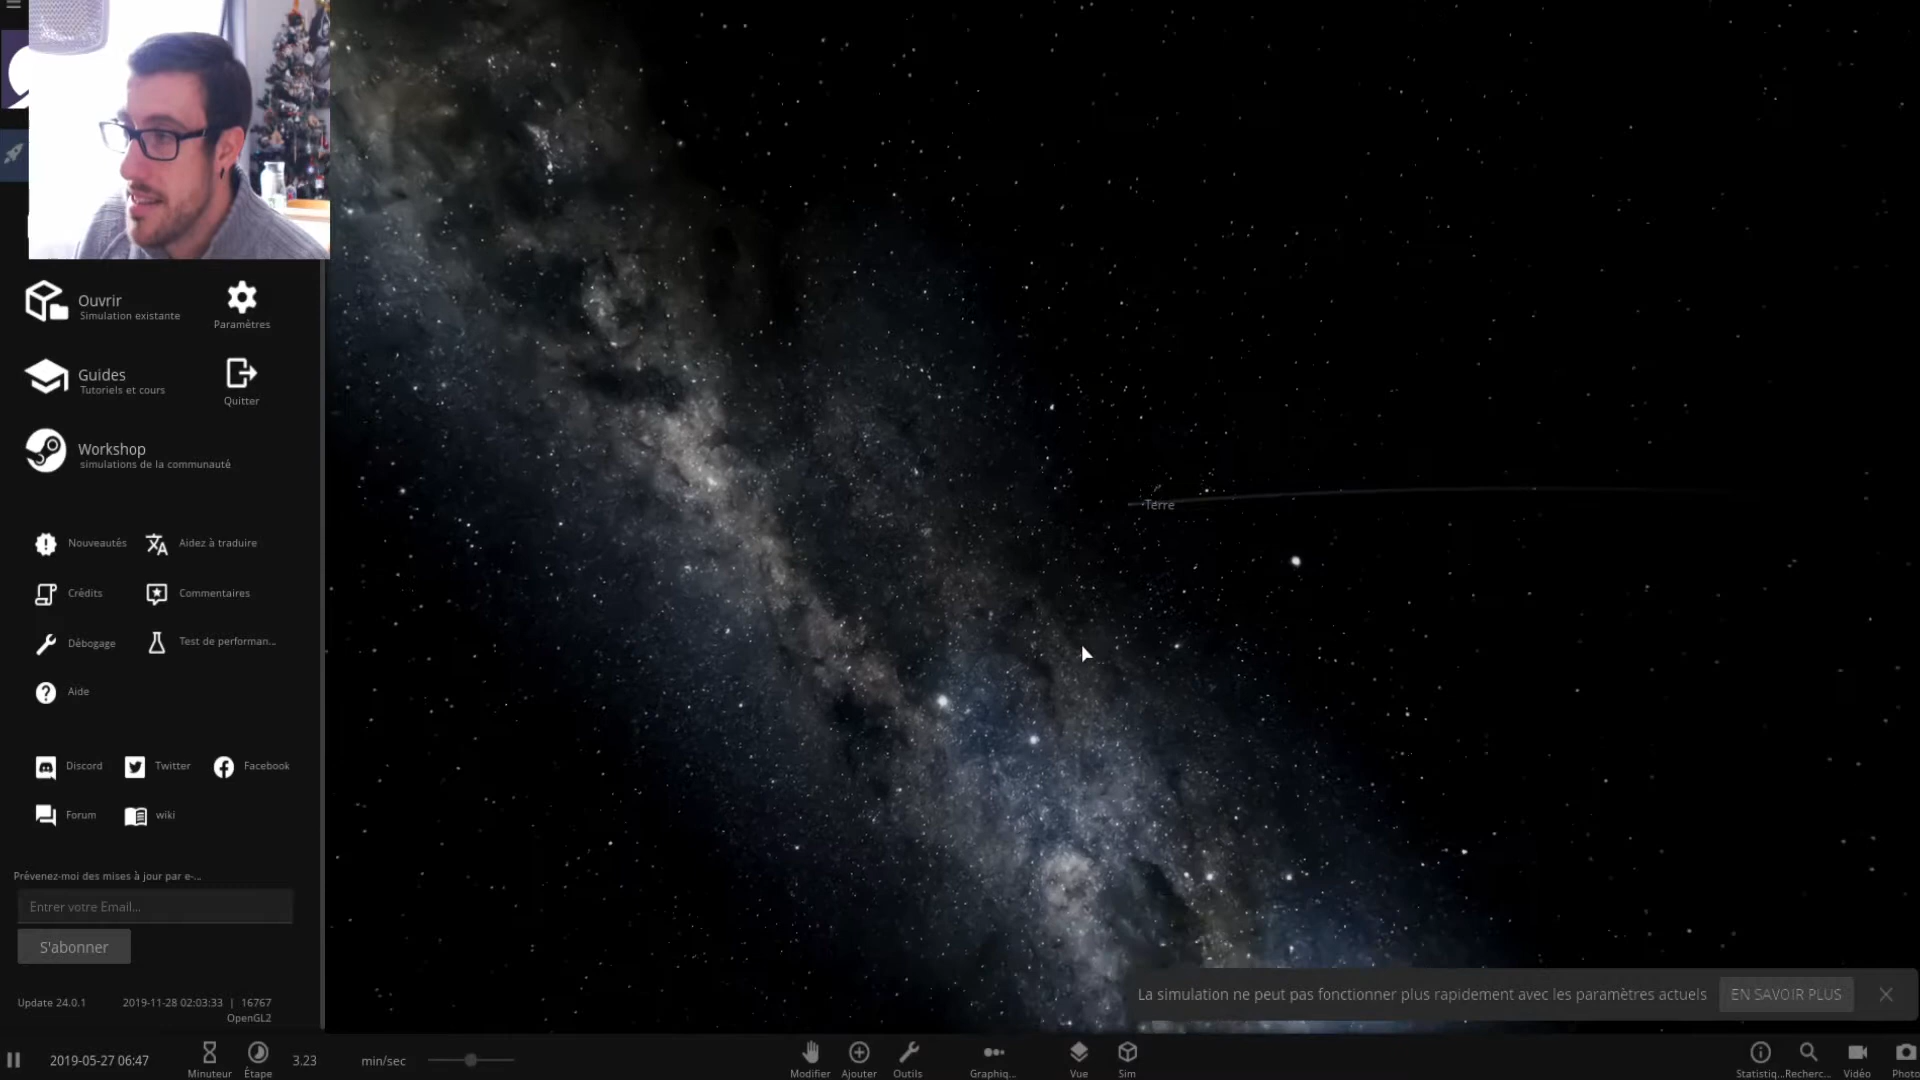 Ouvrir
Simulation existante
Paramètres
Guides
Tutoriels et cours
Quitter
Workshop
simulations de la communauté
Terre
Nouveautés
Aidez à traduire
Crédits
Commentaires
Débogage
Test de performan...
Aide
Discord
Twitter
Facebook
Forum
wiki
Prévenez-moi des mises à jour par e-...
Entrer votre Email...
S'abonner
La simulation ne peut pas fonctionner plus rapidement avec les paramètres actuels
EN SAVOIR PLUS
Update 24.0.1
2019-11-28 02:03:33 | 16767
OpenGL2
2019-05-27 06:47
Minuteur
Étape
3.23
min/sec
Modifier
Ajouter
Outils
Graphiq...
Vue
Sim
Statistiq...
Recherc...
Vidéo
Photo